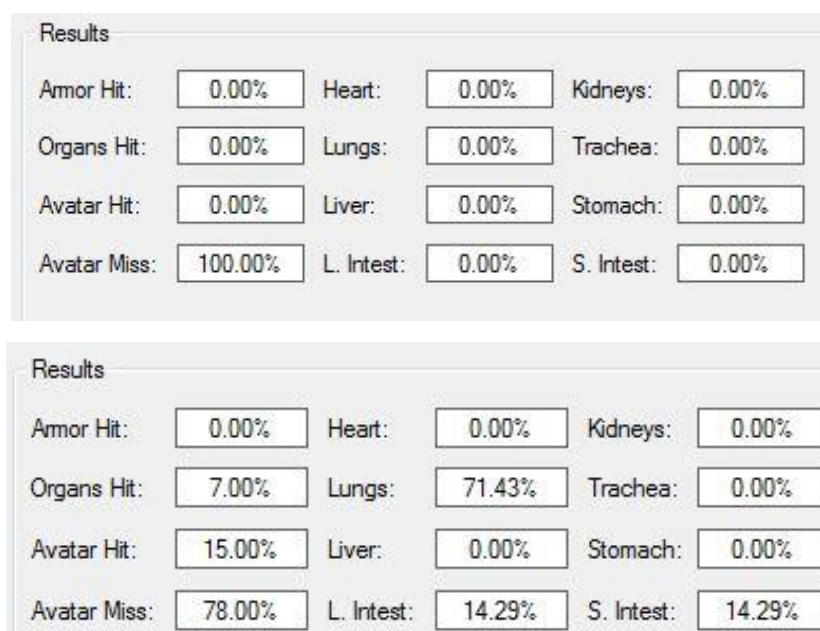 Results
Armor Hit: 0.00% Heart: 0.00% Kidneys: 0.00%
Organs Hit: 0.00% Lungs: 0.00% Trachea: 0.00%
Avatar Hit: 0.00% Liver: 0.00% Stomach: 0.00%
Avatar Miss: 100.00% L. Intest: 0.00% S. Intest: 0.00%
Results
Armor Hit: 0.00% Heart: 0.00% Kidneys: 0.00%
Organs Hit: 7.00% Lungs: 71.43% Trachea: 0.00%
Avatar Hit: 15.00% Liver: 0.00% Stomach: 0.00%
Avatar Miss: 78.00% L. Intest: 14.29% S. Intest: 14.29%